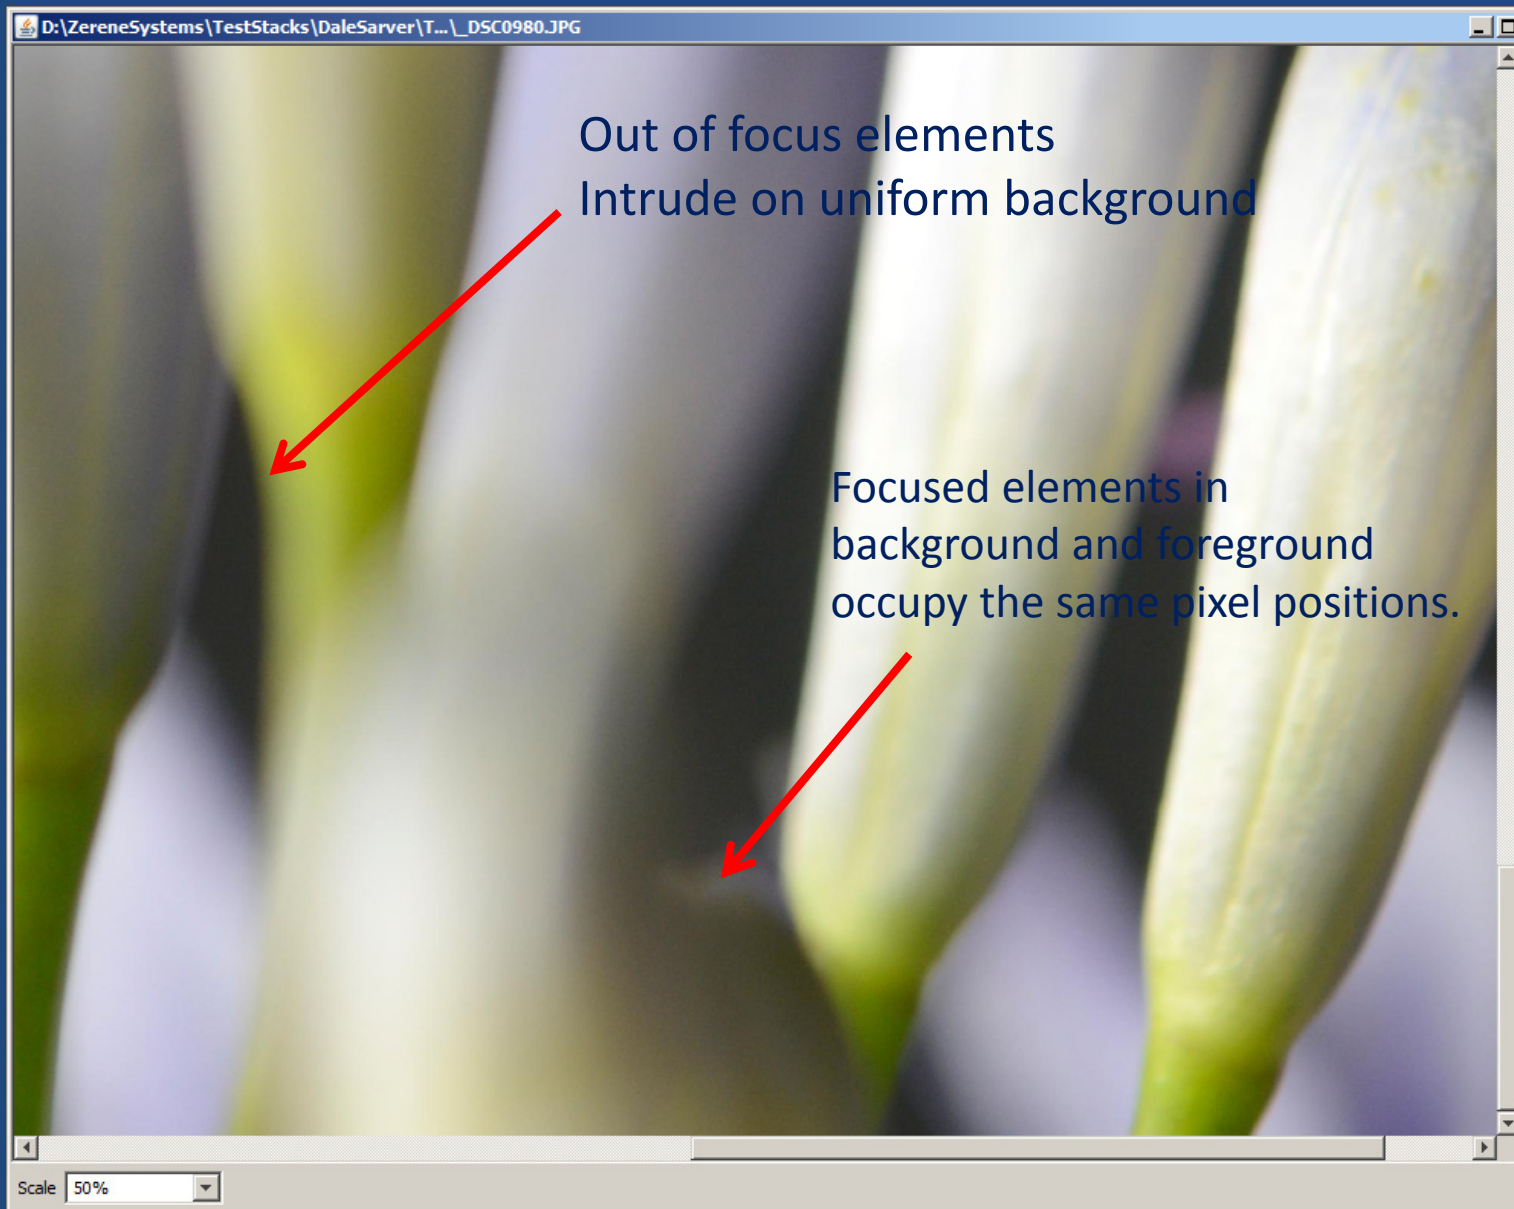 D:\ZereneSystems\TestStacks\DaleSarver\T...\_DSC0980.JPG
Out of focus elements
Intrude on uniform background
Focused elements in
background and foreground
occupy the same pixel positions.
Scale 50%